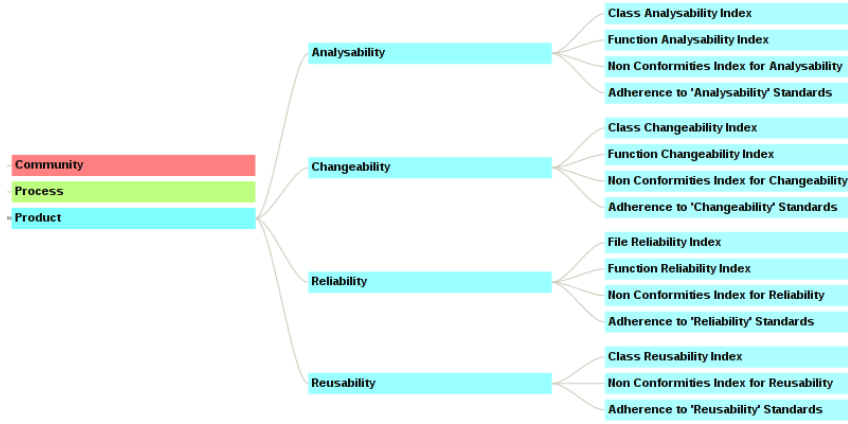 Community
Process
Product
Analysability
Changeability
Reliability
Reusability
Class Analysability Index
Function Analysability Index
Non Conformities Index for Analysability
Adherence to 'Analysability' Standards
Class Changeability Index
Function Changeability Index
Non Conformities Index for Changeability
Adherence to 'Changeability' Standards
File Reliability Index
Function Reliability Index
Non Conformities Index for Reliability
Adherence to 'Reliability' Standards
Class Reusability Index
Non Conformities Index for Reusability
Adherence to 'Reusability' Standards